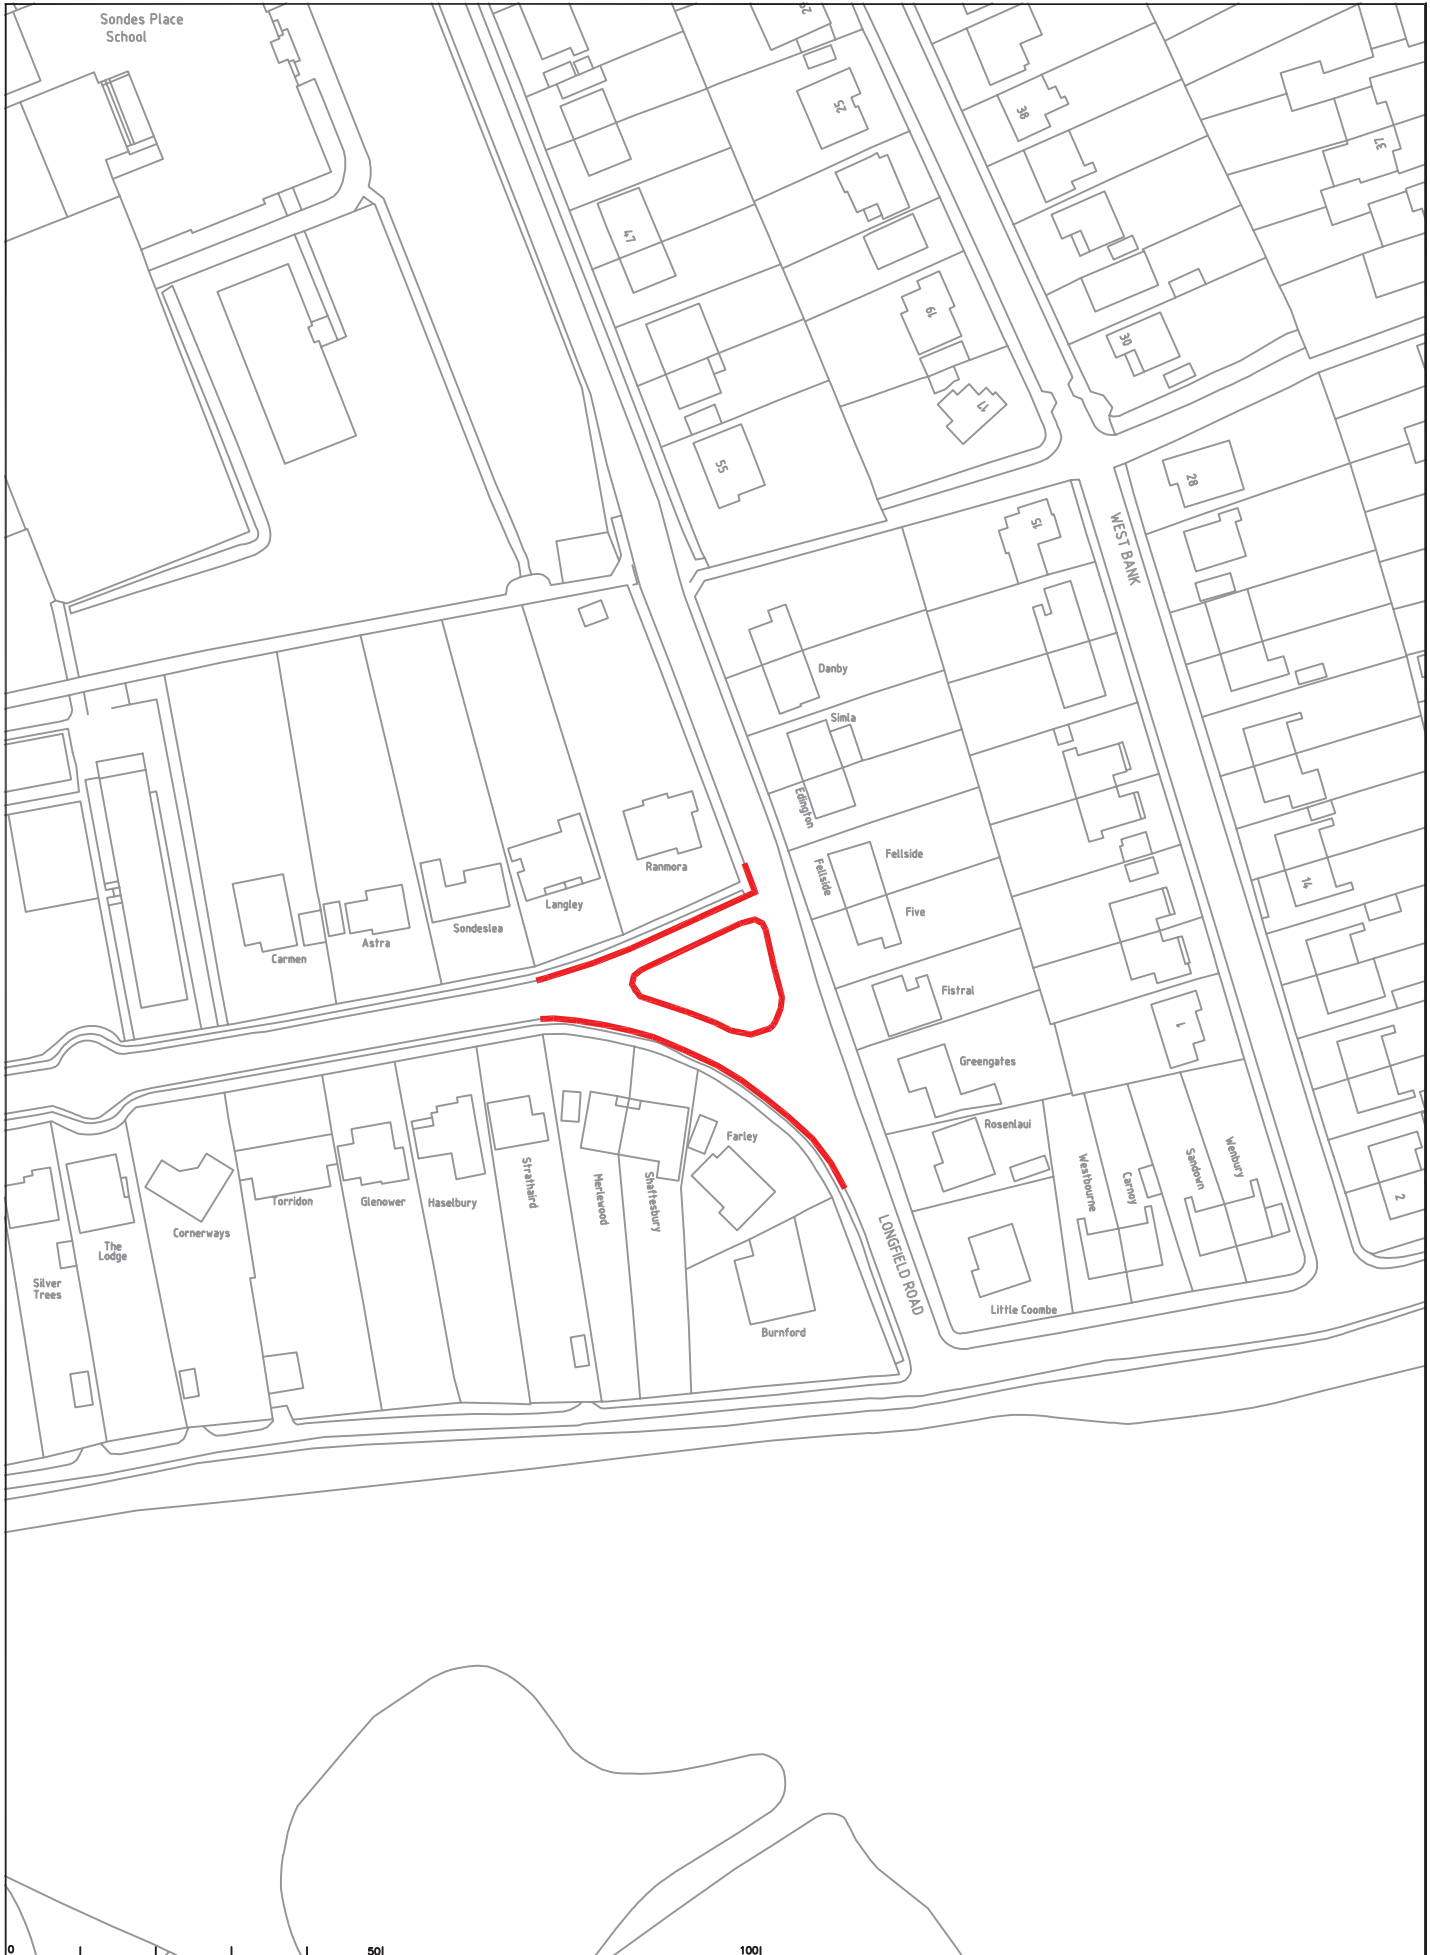 Sondes Place
School
29
25
38
37
47
19
30
17
55
28
15
WEST BANK
Danby
Simla
Edington
Fellside
Fellside
Ranmora
Langley
14
Five
Sondeslea
Astra
Carmen
Fistral
1
Greengates
Rosenlaui
Farley
Wenbury
Sandown
Westbourne
Carnoy
Strathaird
Merlewood
Shaftesbury
Torridon
Glenower
Haselbury
2
Cornerways
The
Lodge
LONGFIELD ROAD
Silver
Trees
Little Coombe
Burnford
0
50
100